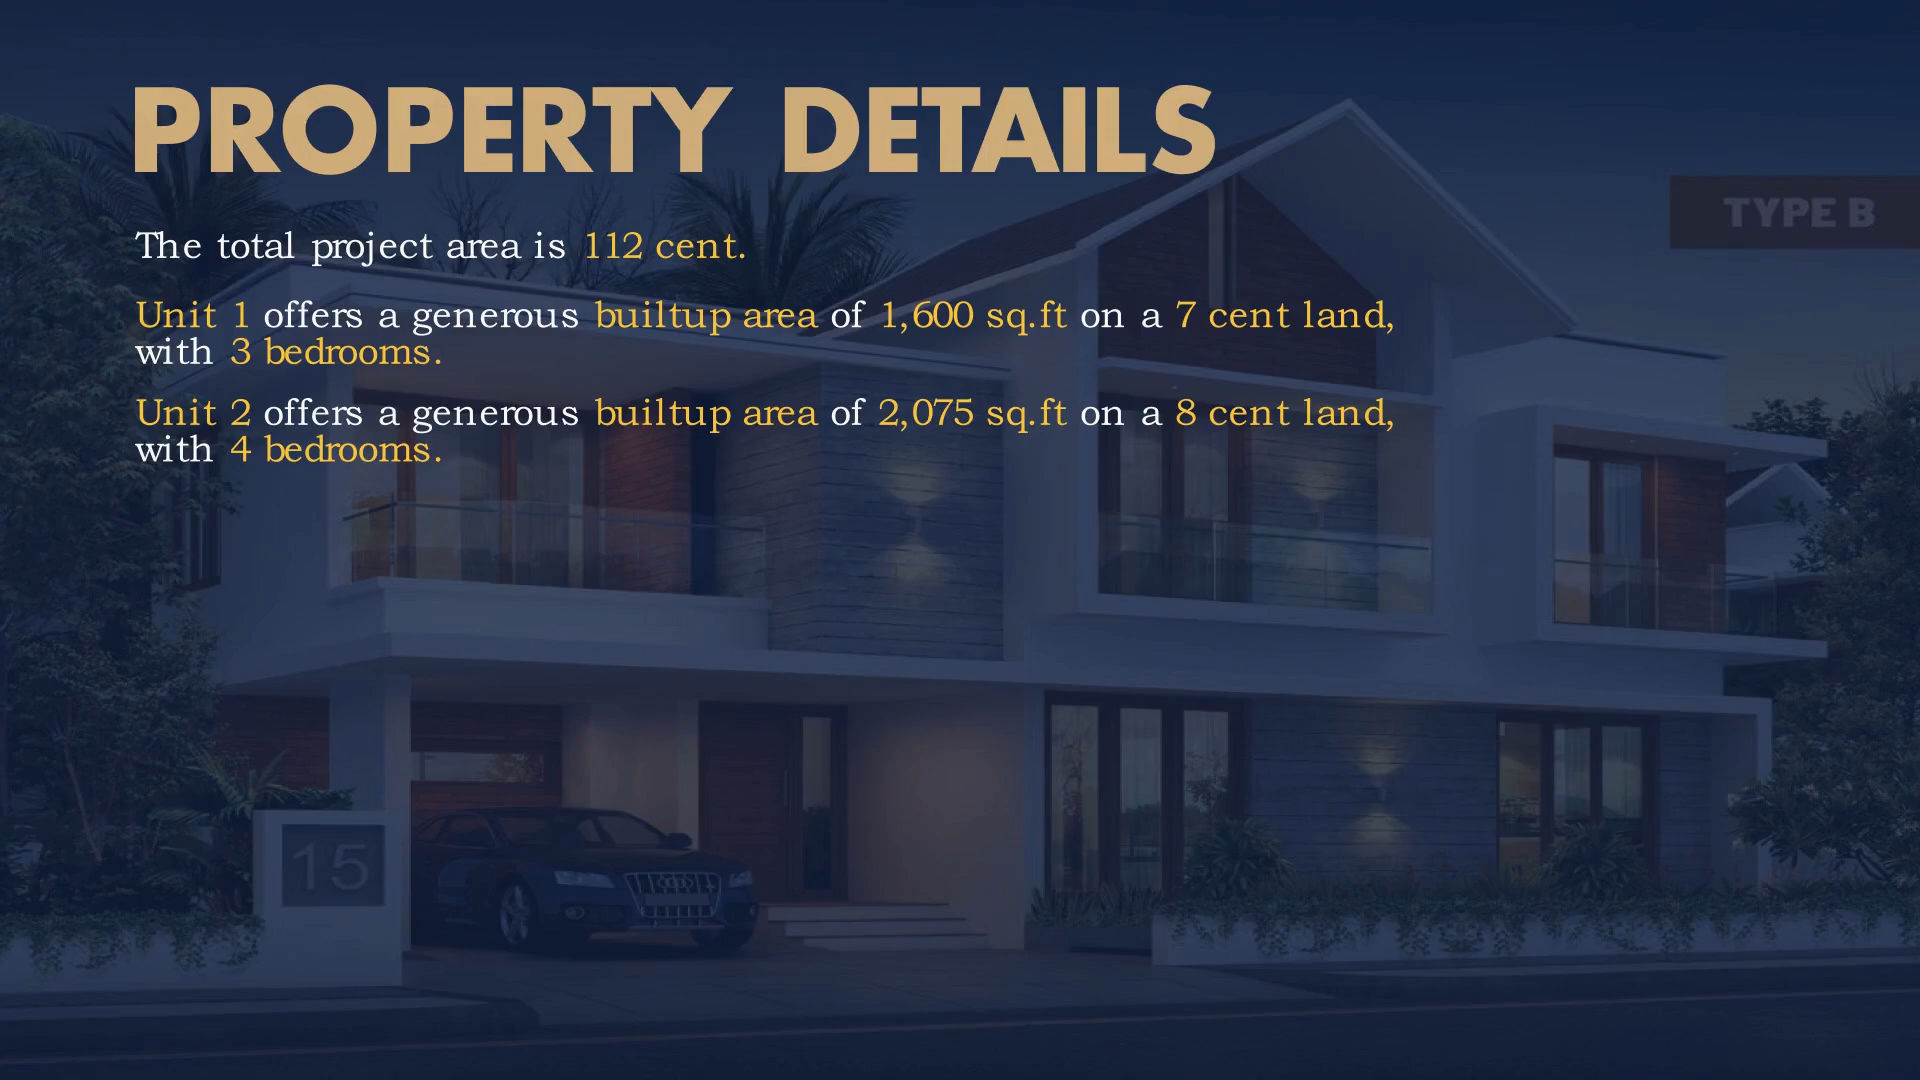 PROPERTY DETAILS
TYPE B
The total project area is 112 cent.
Unit 1 offers a generous builtup area of 1,600 sq.ft on a 7 cent land,
with 3 bedrooms.
Unit 2 offers a generous builtup area of 2,075 sq.ft on a 8 cent land,
with 4 bedrooms.
15